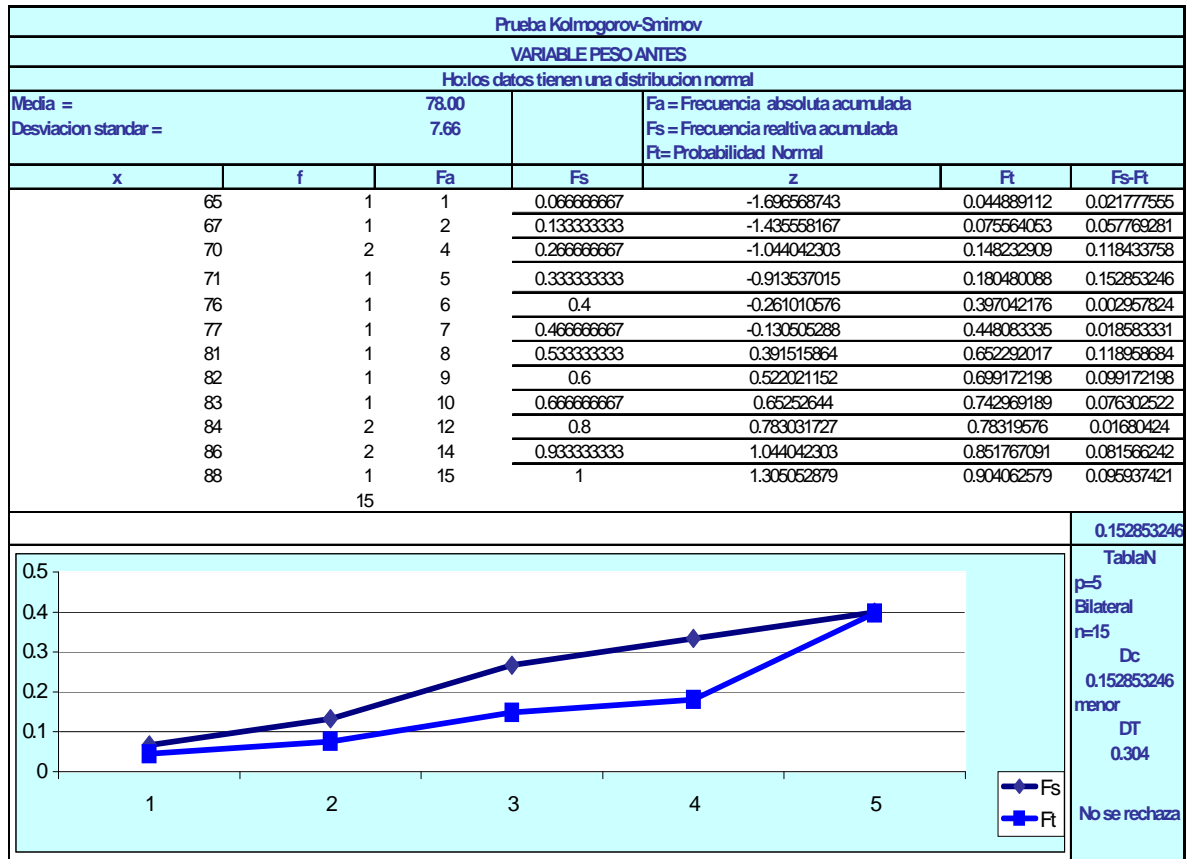 Prueba Kolmogorov-Smirnov
VARIABLE PESO ANTES
Ho:los datos tienen una distribucion normal
Media = 78.00 Fa = Frecuencia absoluta acumulada
Desviacion standar = 7.66 Fs = Frecuencia realtiva acumulada
Ft= Probabilidad Normal
x f Fa Fs z Ft Fs-Ft
65 1 1 0.066666667 -1.696568743 0.044889112 0.021777555
67 1 2 0.133333333 -1.435558167 0.075564053 0.057769281
70 2 4 0.266666667 -1.044042303 0.148232909 0.118433758
71 1 5 0.333333333 -0.913537015 0.180480088 0.152853246
76 1 6 0.4 -0.261010576 0.397042176 0.002957824
77 1 7 0.466666667 -0.130505288 0.448083335 0.018583331
81 1 8 0.533333333 0.391515864 0.652292017 0.118958684
82 1 9 0.6 0.522021152 0.699172198 0.099172198
83 1 10 0.666666667 0.65252644 0.742969189 0.076302522
84 2 12 0.8 0.783031727 0.78319576 0.01680424
86 2 14 0.933333333 1.044042303 0.851767091 0.081566242
88 1 15 1 1.305052879 0.904062579 0.095937421
15
0.152853246
TablaN
p=5
Bilateral
n=15
Dc
0.152853246
menor
DT
0.304
No se rechaza
0.5
0.4
0.3
0.2
0.1
0
1 2 3 4 5
Fs
Ft